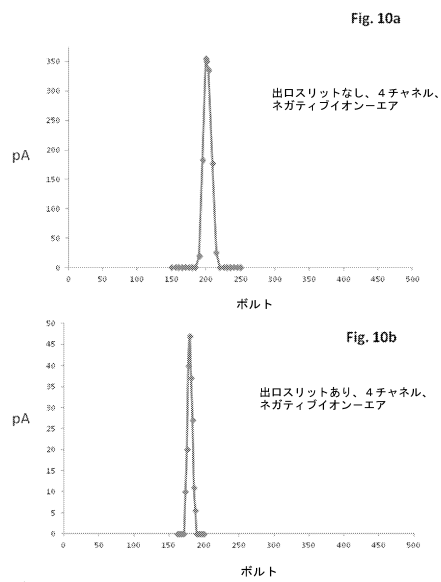 Fig. 10a
出口スリットなし、４チャネル、
ネガティブイオンーエア
pA
350
300
250
200
150
100
50
0
0 50 100 150 200 250 300 350 400 450 500
ボルト
Fig. 10b
出口スリットあり、４チャネル、
ネガティブイオンーエア
pA
50
45
40
35
30
25
20
15
10
5
0
0 50 100 150 200 250 300 350 400 450 500
ボルト